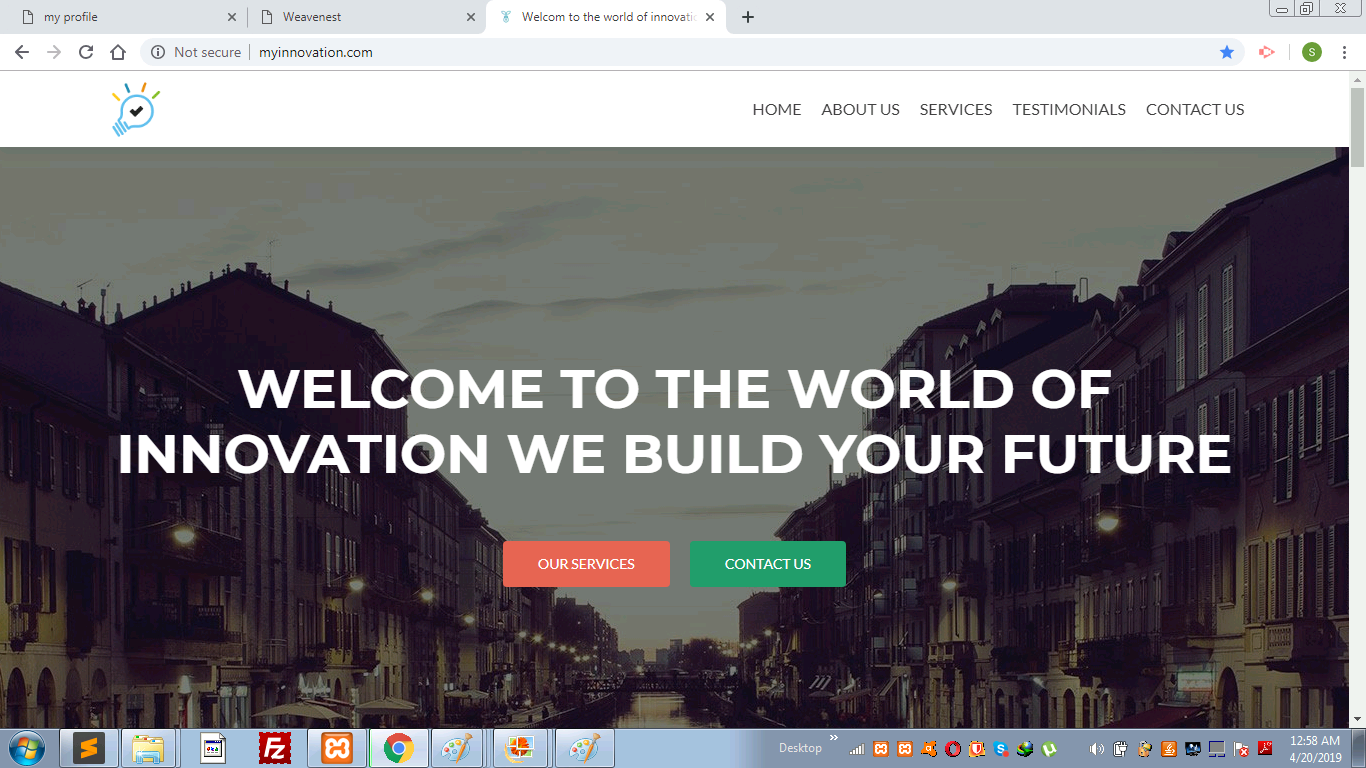 my profile
Weavenest
Welcom to the world of innovatio
Not secure
myinnovation.com
S
HOME
ABOUT US
SERVICES
TESTIMONIALS
CONTACT US
WELCOME TO THE WORLD OF
INNOVATION WE BUILD YOUR FUTURE
OUR SERVICES
CONTACT US
Fz
Desktop
12:58 AM
4/20/2019